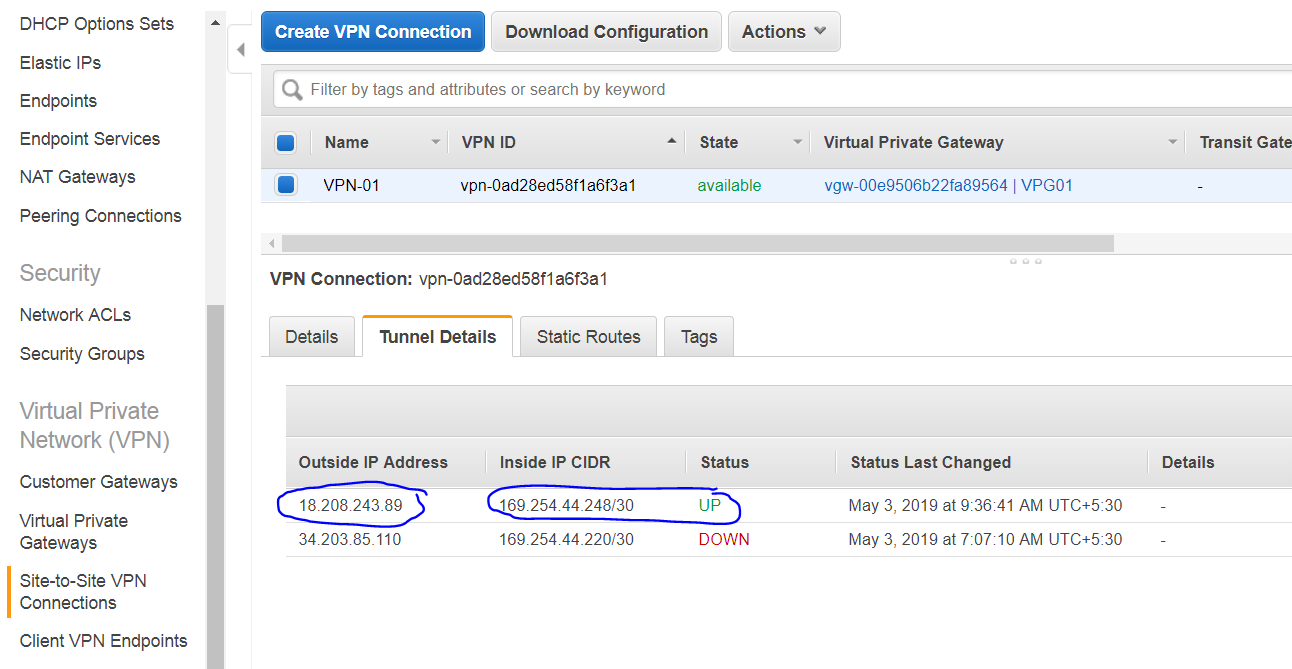 DHCP Options Sets
Elastic IPs
Endpoints
Endpoint Services
NAT Gateways
Peering Connections
Security
Network ACLs
Security Groups
Virtual Private
Network (VPN)
Customer Gateways
Virtual Private
Gateways
Site-to-Site VPN
Connections
Client VPN Endpoints
Create VPN Connection Download Configuration Actions
Filter by tags and attributes or search by keyword
Name VPN ID State Virtual Private Gateway Transit Gate
VPN-01 vpn-0ad28ed58f1a6f3a1 available vgw-00e9506b22fa89564 | VPG01 -
VPN Connection: vpn-0ad28ed58f1a6f3a1
Details Tunnel Details Static Routes Tags
Outside IP Address Inside IP CIDR Status Status Last Changed Details
18.208.243.89 169.254.44.248/30 UP May 3, 2019 at 9:36:41 AM UTC+5:30 -
34.203.85.110 169.254.44.220/30 DOWN May 3, 2019 at 7:07:10 AM UTC+5:30 -